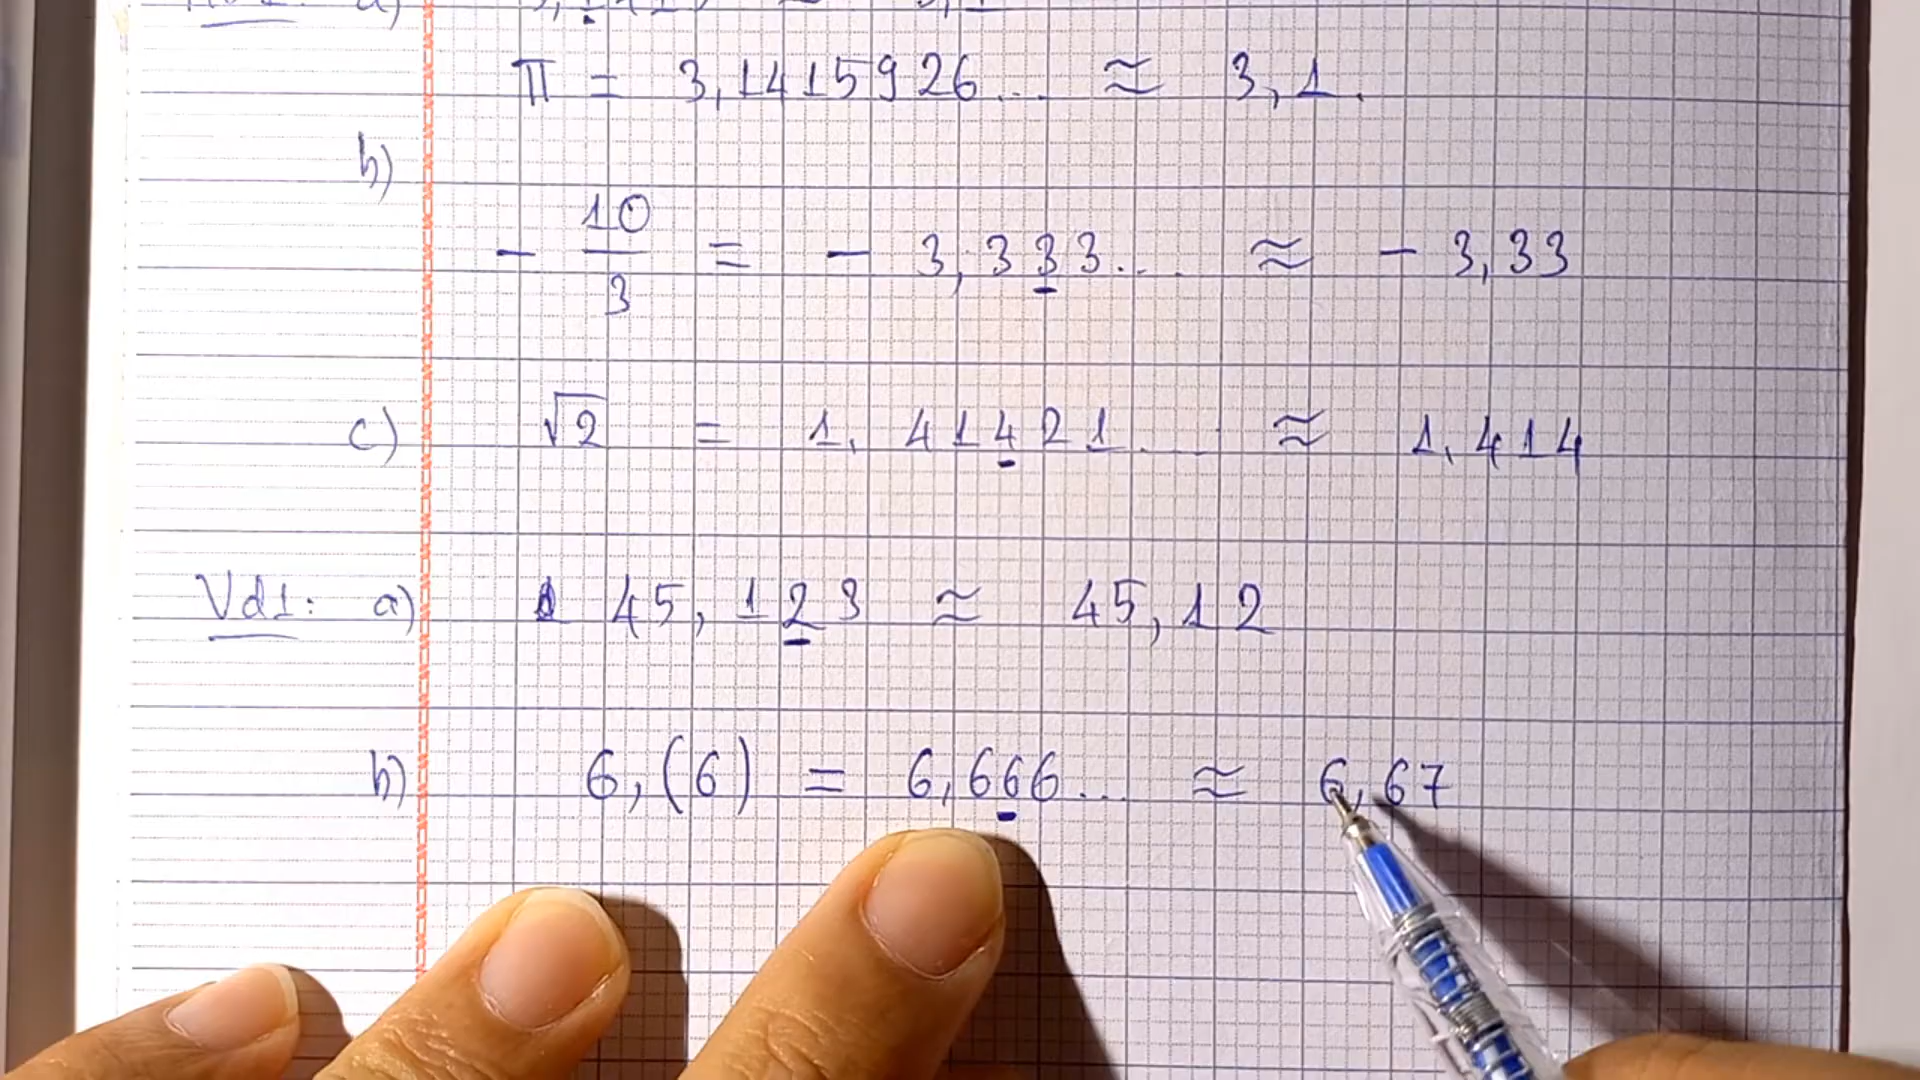 a)
π = 3,1415926... ≈ 3,1.
b)
- 10/3 = - 3,333... ≈ - 3,33
c) √2 = 1,41421... ≈ 1,414
Vd1: a) 45,123 ≈ 45,12
b) 6,(6) = 6,666... ≈ 6,67